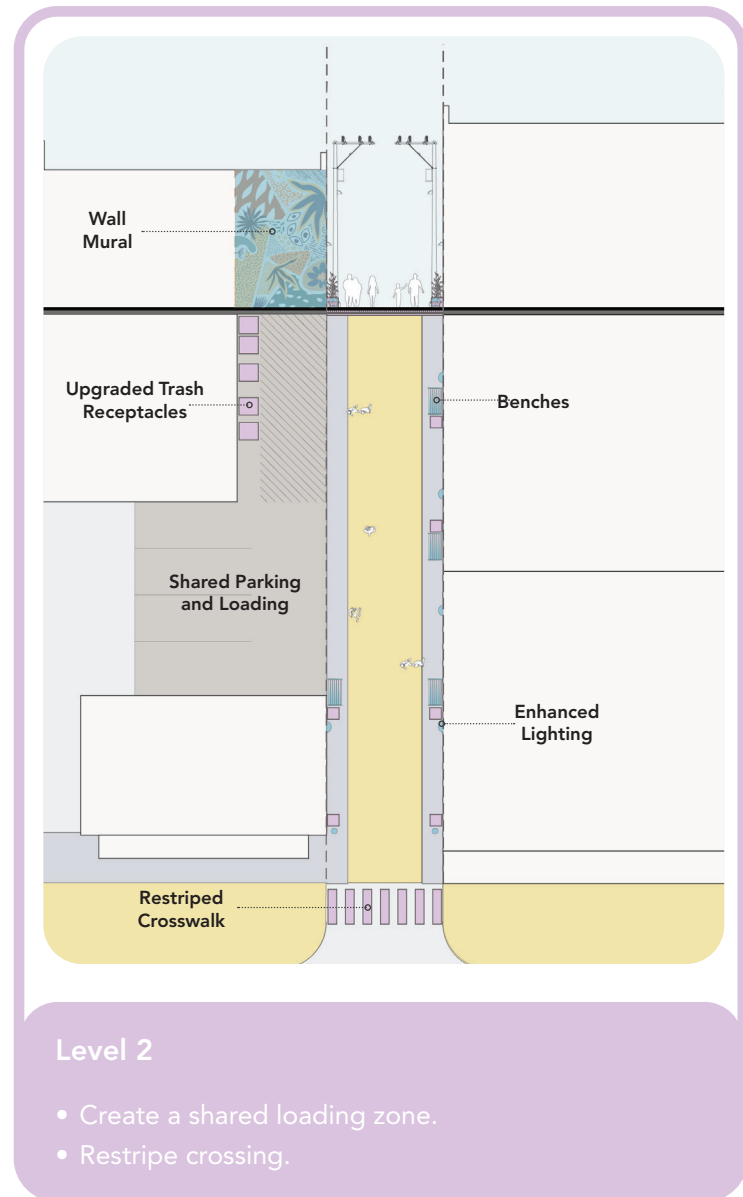 Wall
Mural
Upgraded Trash
Receptacles
Benches
Shared Parking
and Loading
Enhanced
Lighting
Restriped
Crosswalk
Level 2
• Create a shared loading zone.
• Restripe crossing.